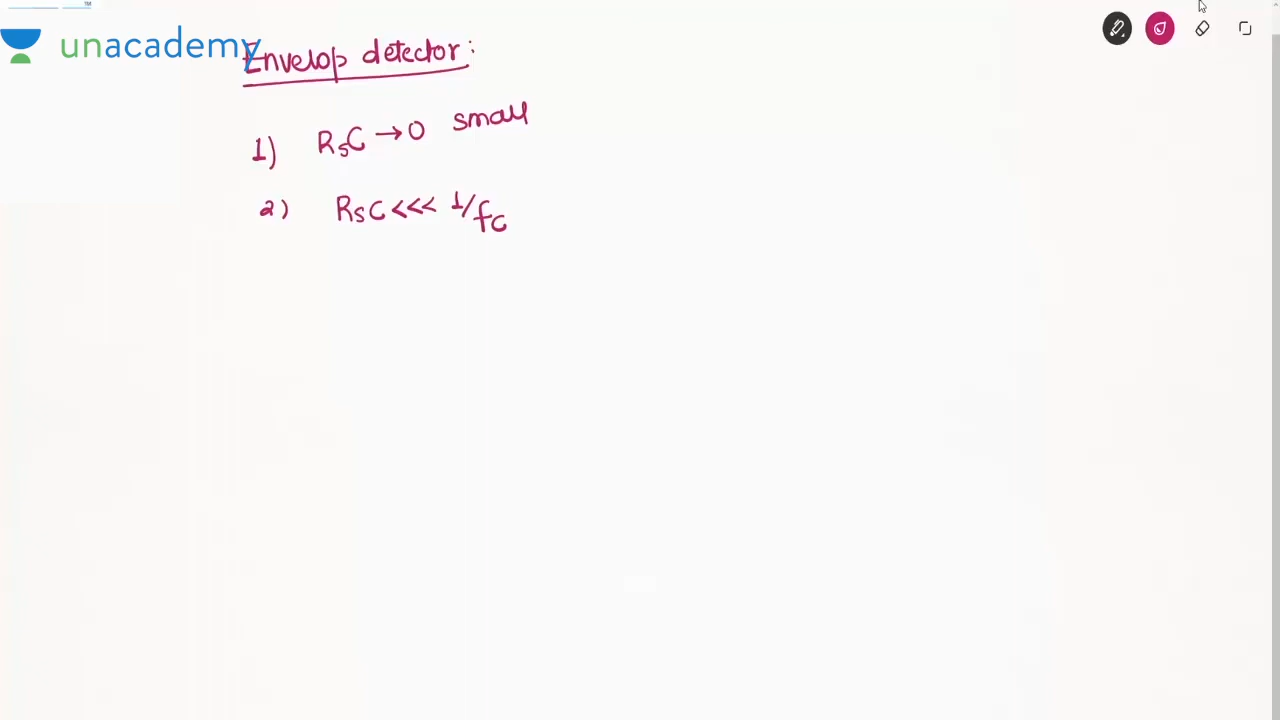 unacademy
Envelop detector:
1) RsC → 0 small
2) RsC <<< 1/fc